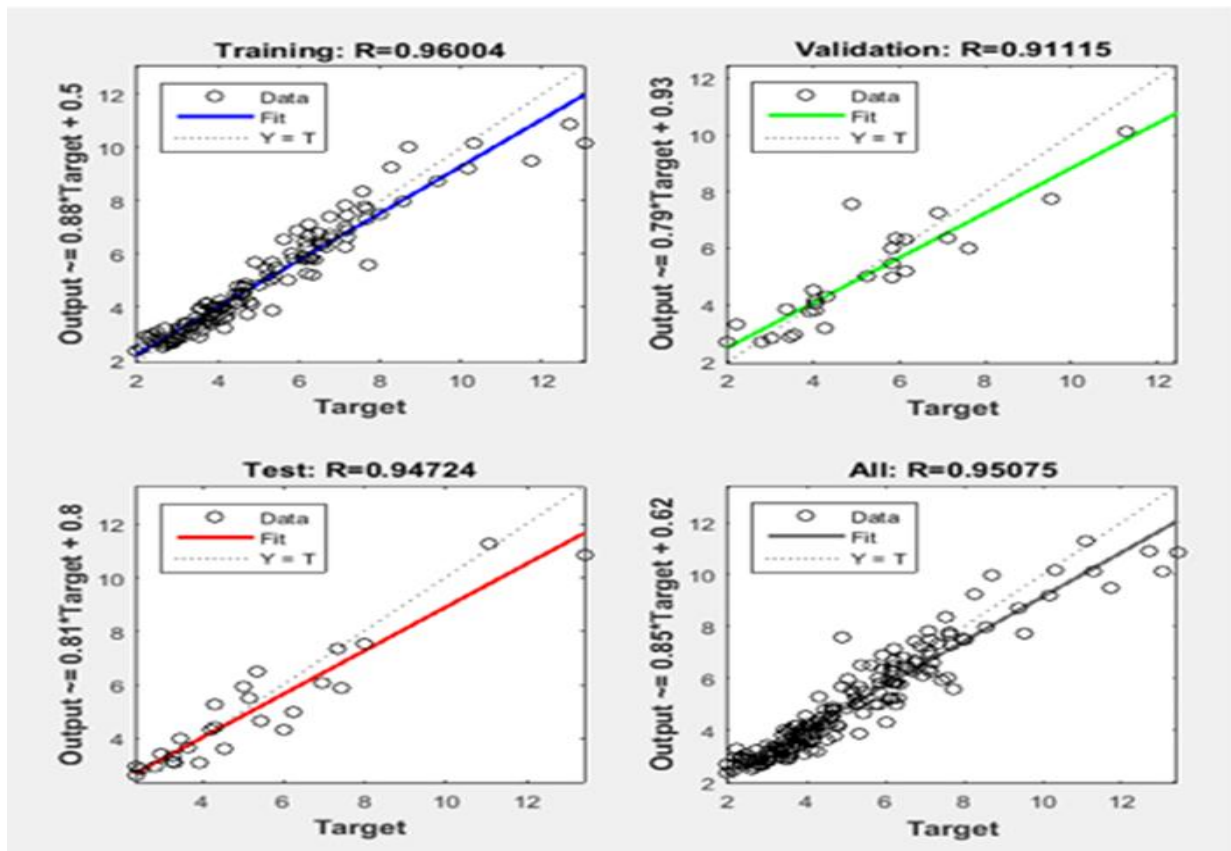 Training: R=0.96004
Output ~= 0.88*Target + 0.5
Data
Fit
Y = T
12
10
8
6
4
2
2
4
6
8
10
12
Target
Validation: R=0.91115
Output ~= 0.79*Target + 0.93
Data
Fit
Y = T
12
10
8
6
4
2
2
4
6
8
10
12
Target
Test: R=0.94724
Output ~= 0.81*Target + 0.8
Data
Fit
Y = T
12
10
8
6
4
4
6
8
10
12
Target
All: R=0.95075
Output ~= 0.85*Target + 0.62
Data
Fit
Y = T
12
10
8
6
4
2
2
4
6
8
10
12
Target